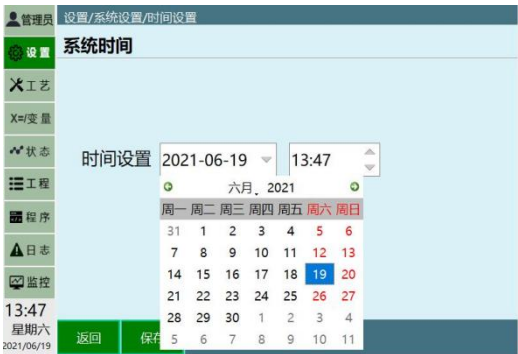 管理员
设置/系统设置/时间设置
设置
系统时间
工艺
X=/变量
状态
时间设置 2021-06-19 13:47
六月, 2021
工程
周一 周二 周三 周四 周五 周六 周日
31 1 2 3 4 5 6
程序
7 8 9 10 11 12 13
日志
14 15 16 17 18 19 20
监控
21 22 23 24 25 26 27
13:47
28 29 30 1 2 3 4
星期六
返回 保存
5 6 7 8 9 10 11
2021/06/19